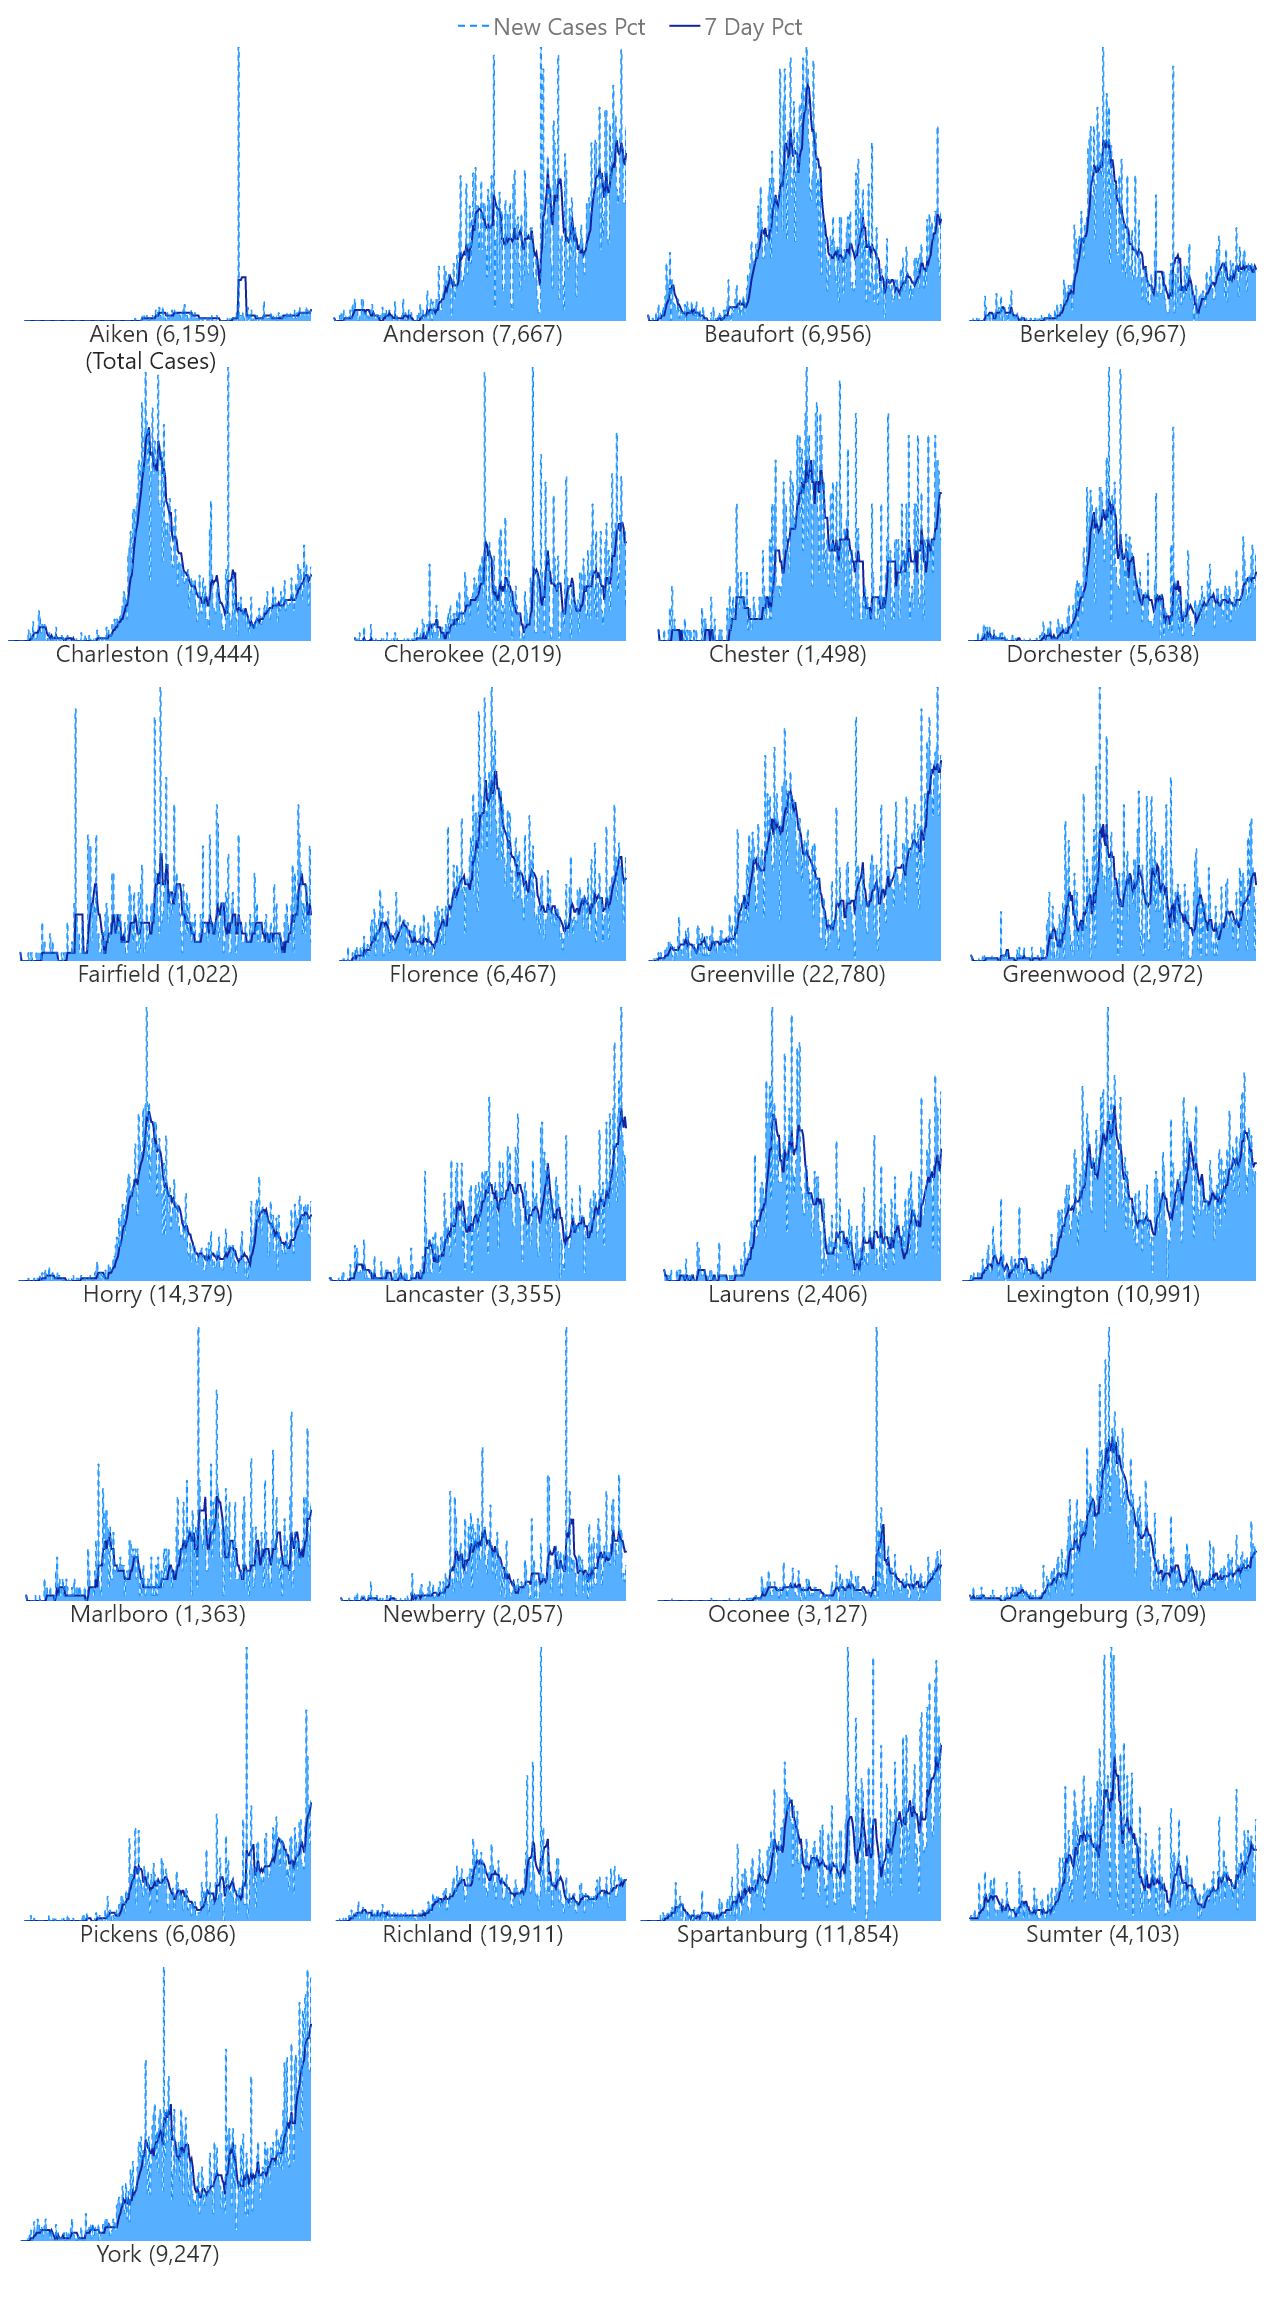 New Cases Pct 7 Day Pct
Aiken (6,159) Anderson (7,667) Beaufort (6,956) Berkeley (6,967)
(Total Cases)
Charleston (19,444) Cherokee (2,019) Chester (1,498) Dorchester (5,638)
Fairfield (1,022) Florence (6,467) Greenville (22,780) Greenwood (2,972)
Horry (14,379) Lancaster (3,355) Laurens (2,406) Lexington (10,991)
Marlboro (1,363) Newberry (2,057) Oconee (3,127) Orangeburg (3,709)
Pickens (6,086) Richland (19,911) Spartanburg (11,854) Sumter (4,103)
York (9,247)